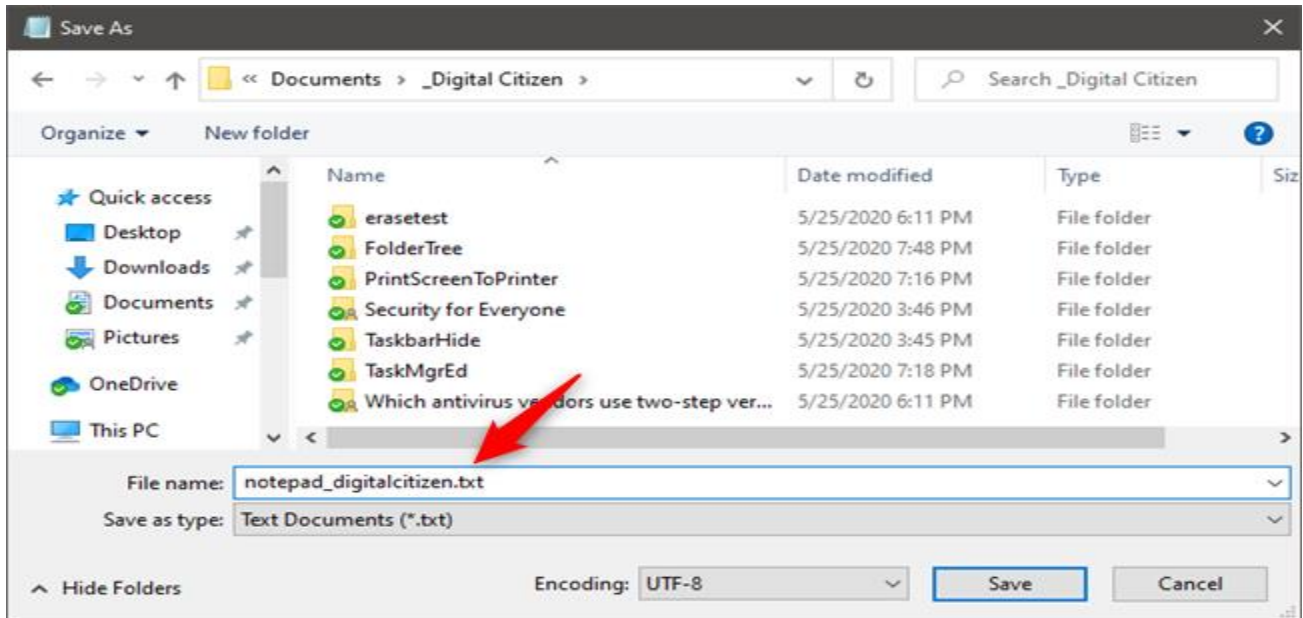 Save As
« Documents > _Digital Citizen >
Search _Digital Citizen
Organize
New folder
Name Date modified Type Siz
Quick access
Desktop
Downloads
Documents
Pictures
OneDrive
This PC
erasetest 5/25/2020 6:11 PM File folder
FolderTree 5/25/2020 7:48 PM File folder
PrintScreenToPrinter 5/25/2020 7:16 PM File folder
Security for Everyone 5/25/2020 3:46 PM File folder
TaskbarHide 5/25/2020 3:45 PM File folder
TaskMgrEd 5/25/2020 7:18 PM File folder
Which antivirus vendors use two-step ver... 5/25/2020 6:11 PM File folder
File name: notepad_digitalcitizen.txt
Save as type: Text Documents (*.txt)
Hide Folders
Encoding: UTF-8
Save
Cancel